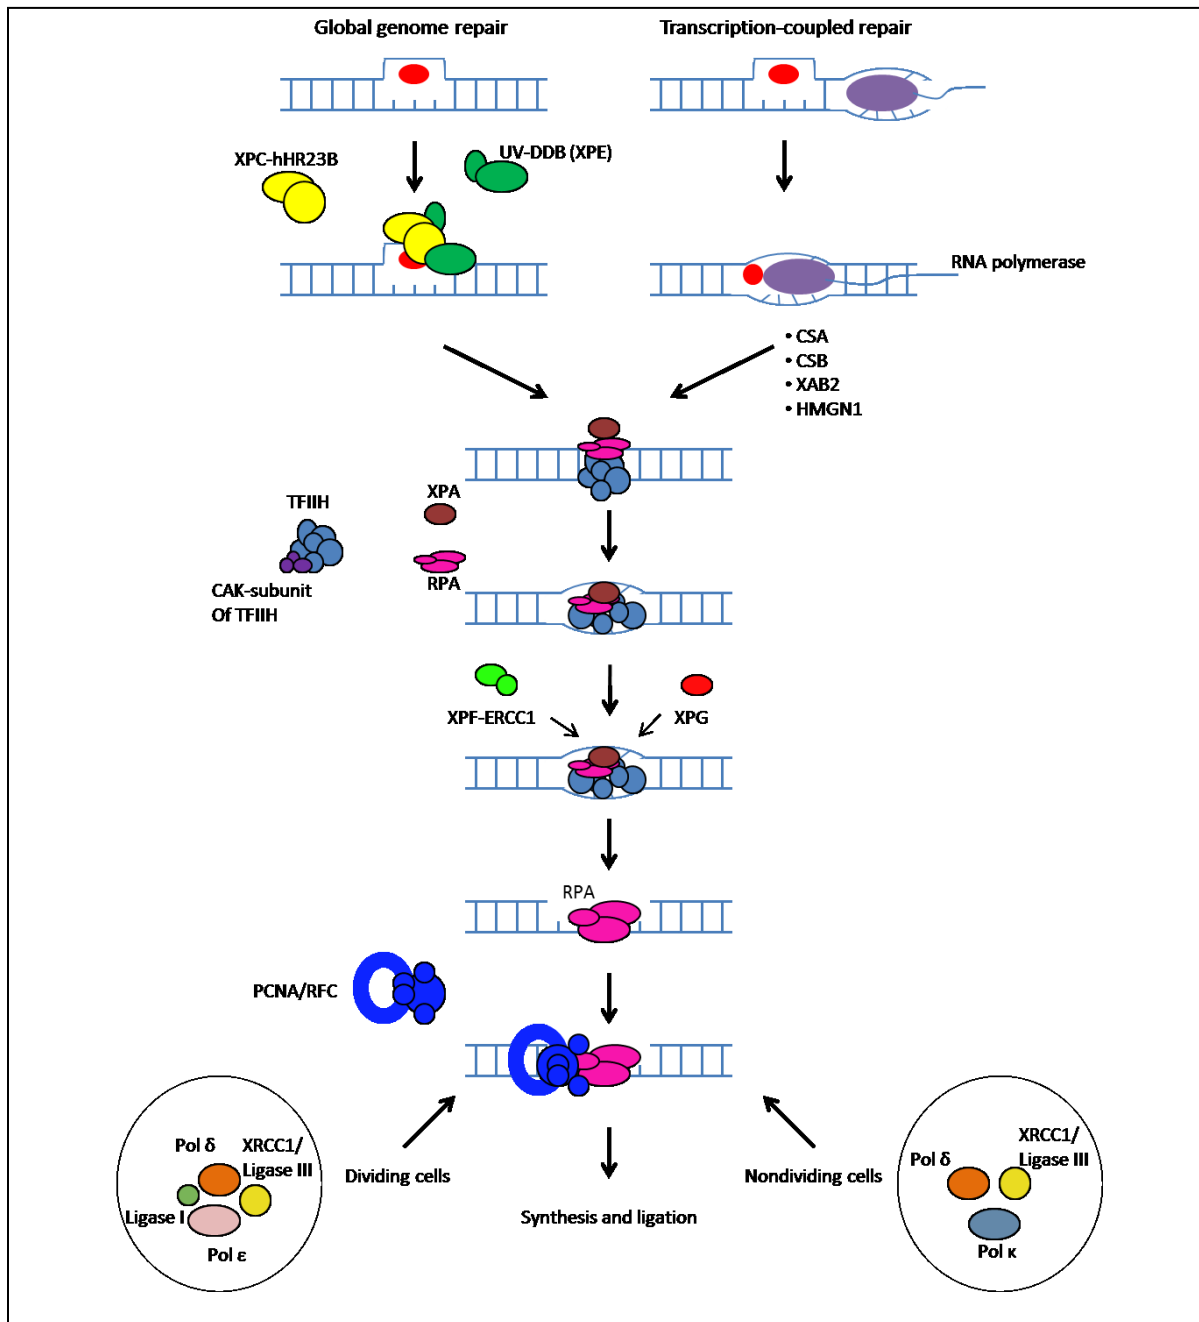 Global genome repair
Transcription-coupled repair
XPC-hHR23B
UV-DDB (XPE)
RNA polymerase
• CSA
• CSB
• XAB2
• HMGN1
TFIIH
XPA
RPA
CAK-subunit
Of TFIIH
XPF-ERCC1
XPG
RPA
PCNA/RFC
Pol δ
XRCC1/
Ligase III
Ligase I
Pol ε
Dividing cells
Synthesis and ligation
Nondividing cells
Pol δ
XRCC1/
Ligase III
Pol κ